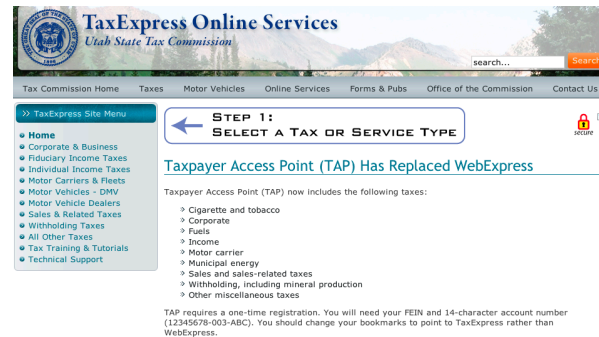 TaxExpress Online Services
Utah State Tax Commission
search...
Search
Tax Commission Home Taxes Motor Vehicles Online Services Forms & Pubs Office of the Commission Contact Us
>> TaxExpress Site Menu
Home
Corporate & Business
Fiduciary Income Taxes
Individual Income Taxes
Motor Carriers & Fleets
Motor Vehicles - DMV
Motor Vehicle Dealers
Sales & Related Taxes
Withholding Taxes
All Other Taxes
Tax Training & Tutorials
Technical Support
STEP 1:
SELECT A TAX OR SERVICE TYPE
secure
Taxpayer Access Point (TAP) Has Replaced WebExpress
Taxpayer Access Point (TAP) now includes the following taxes:
Cigarette and tobacco
Corporate
Fuels
Income
Motor carrier
Municipal energy
Sales and sales-related taxes
Withholding, including mineral production
Other miscellaneous taxes
TAP requires a one-time registration. You will need your FEIN and 14-character account number
(12345678-003-ABC). You should change your bookmarks to point to TaxExpress rather than
WebExpress.